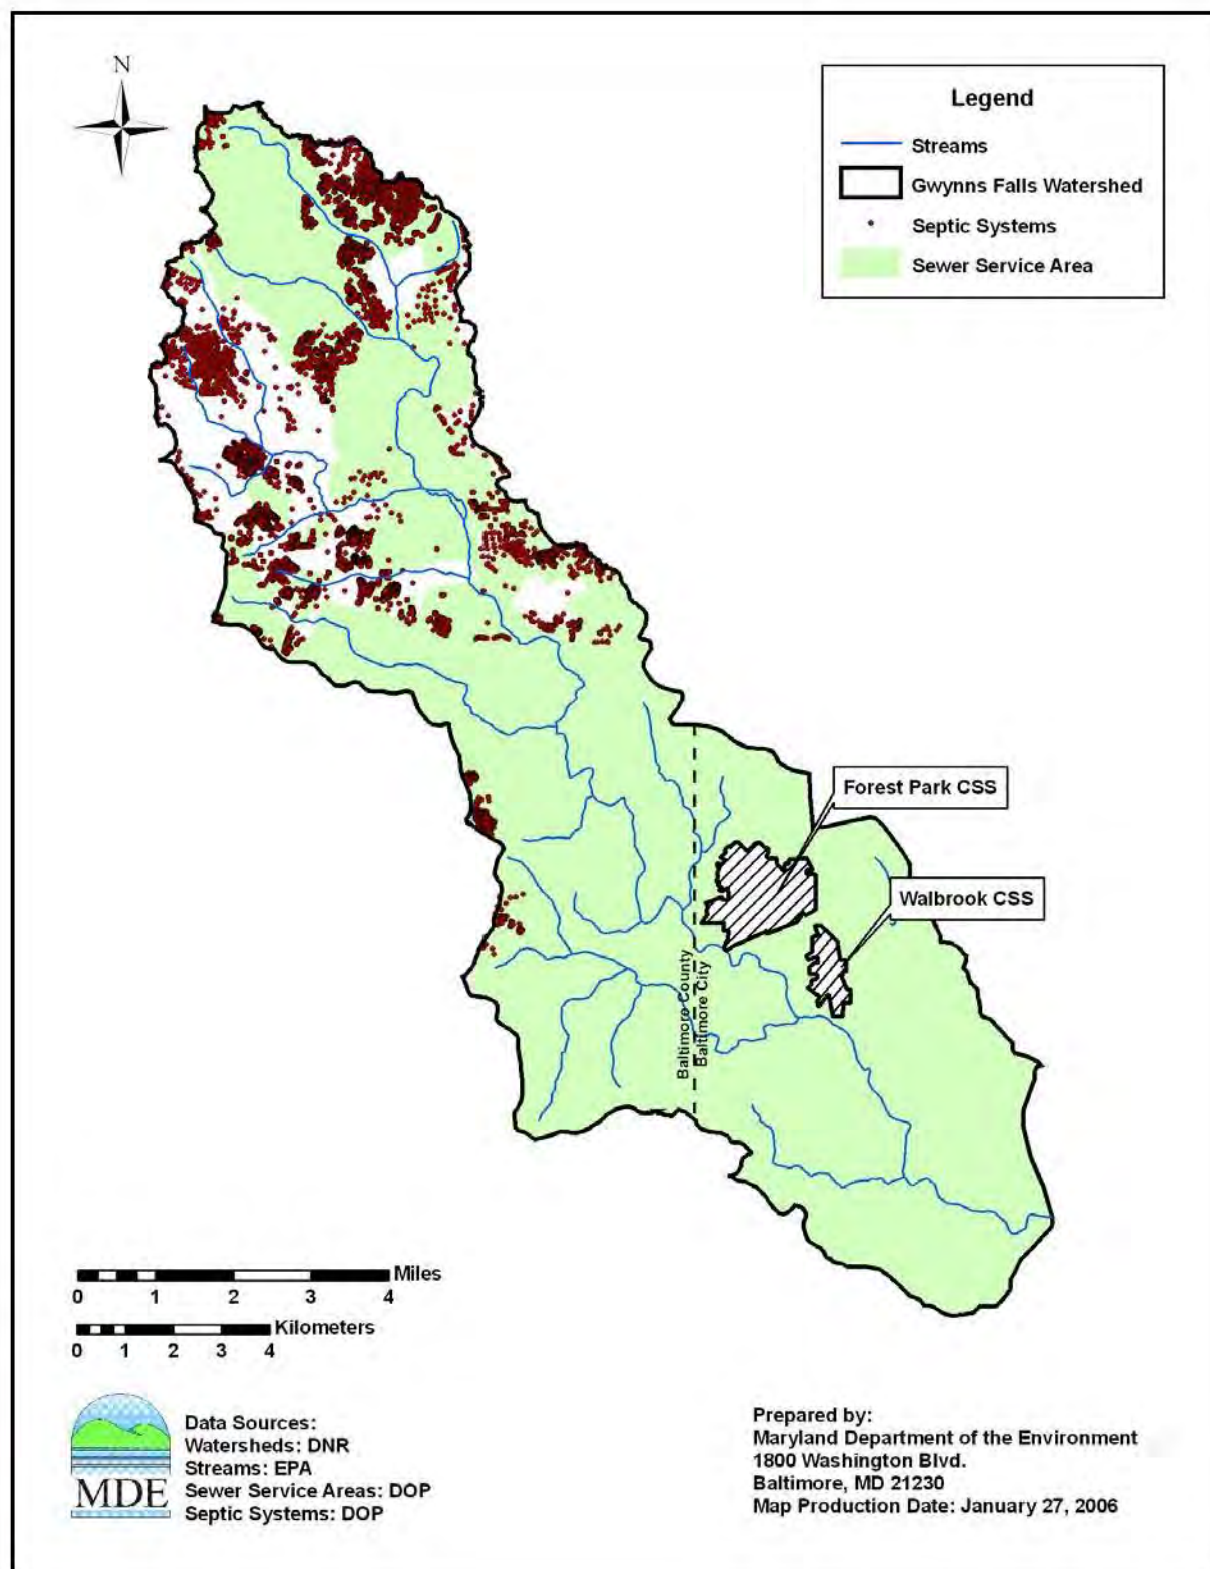 N
Legend
Streams
Gwynns Falls Watershed
Septic Systems
Sewer Service Area
Forest Park CSS
Walbrook CSS
Baltimore County
Baltimore City
Miles
0 1 2 3 4
Kilometers
0 1 2 3 4
MDE
Data Sources:
Watersheds: DNR
Streams: EPA
Sewer Service Areas: DOP
Septic Systems: DOP
Prepared by:
Maryland Department of the Environment
1800 Washington Blvd.
Baltimore, MD 21230
Map Production Date: January 27, 2006